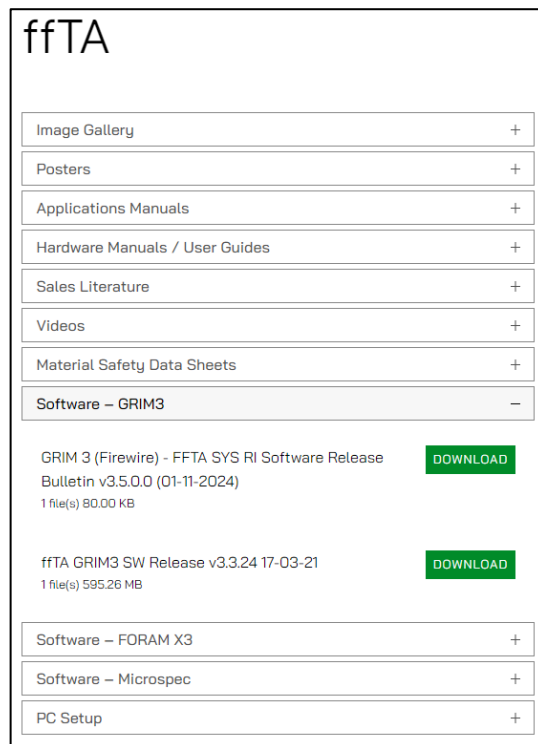 ffTA
Image Gallery +
Posters +
Applications Manuals +
Hardware Manuals / User Guides +
Sales Literature +
Videos +
Material Safety Data Sheets +
Software – GRIM3 –
GRIM 3 (Firewire) - FFTA SYS RI Software Release
Bulletin v3.5.0.0 (01-11-2024)
1 file(s) 80.00 KB
DOWNLOAD
ffTA GRIM3 SW Release v3.3.24 17-03-21
1 file(s) 595.26 MB
DOWNLOAD
Software – FORAM X3 +
Software – Microspec +
PC Setup +